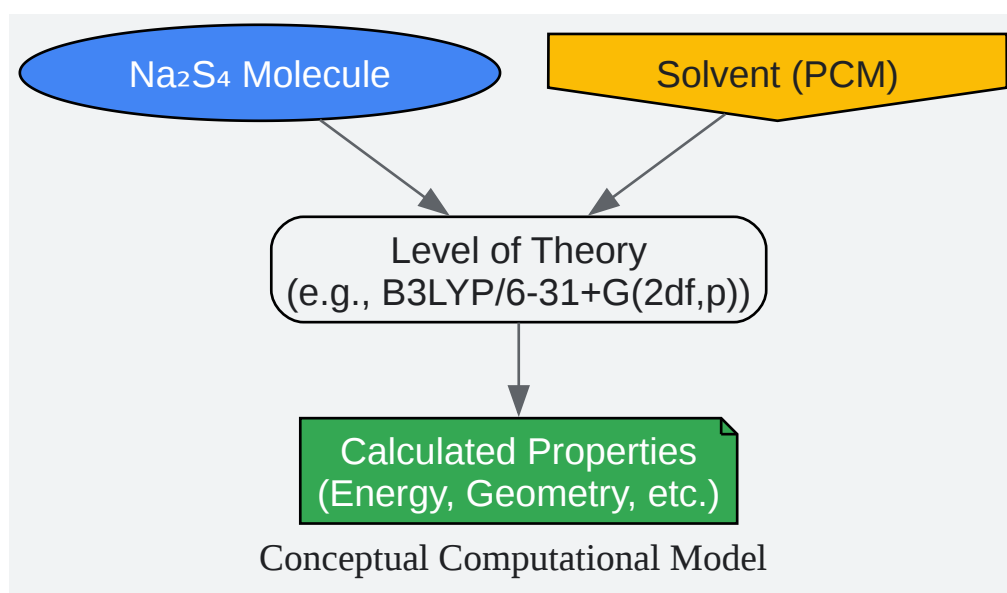 Na₂S₄ Molecule
Solvent (PCM)
Level of Theory
(e.g., B3LYP/6-31+G(2df,p))
Calculated Properties
(Energy, Geometry, etc.)
Conceptual Computational Model